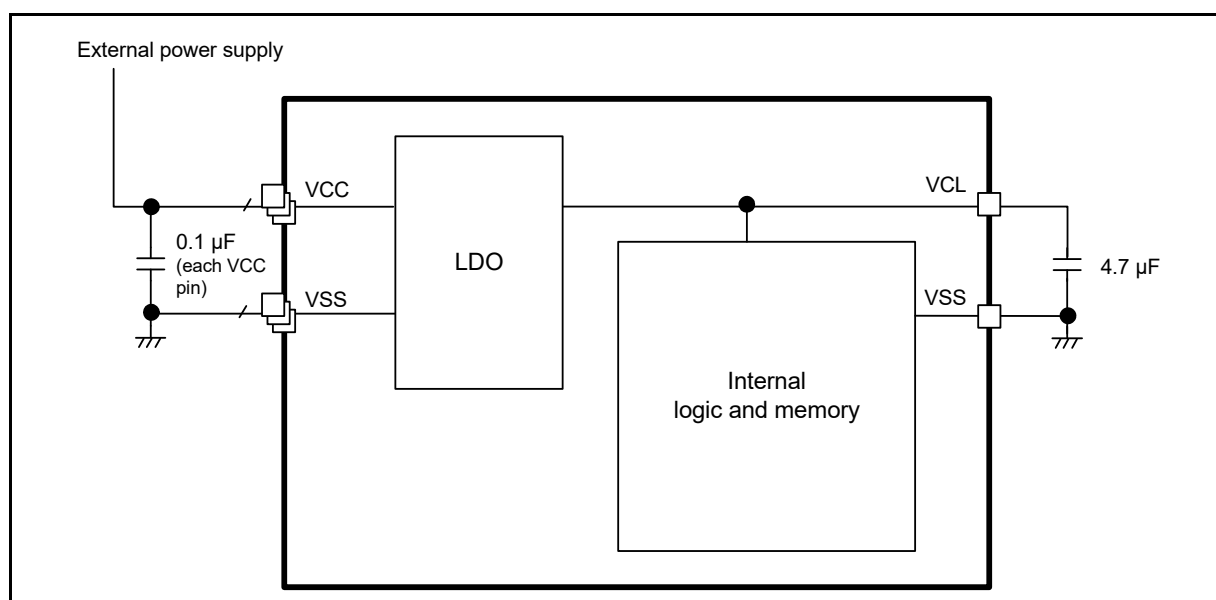 External power supply
VCC
VCL
0.1 µF
(each VCC
pin)
LDO
4.7 µF
VSS
VSS
Internal
logic and memory